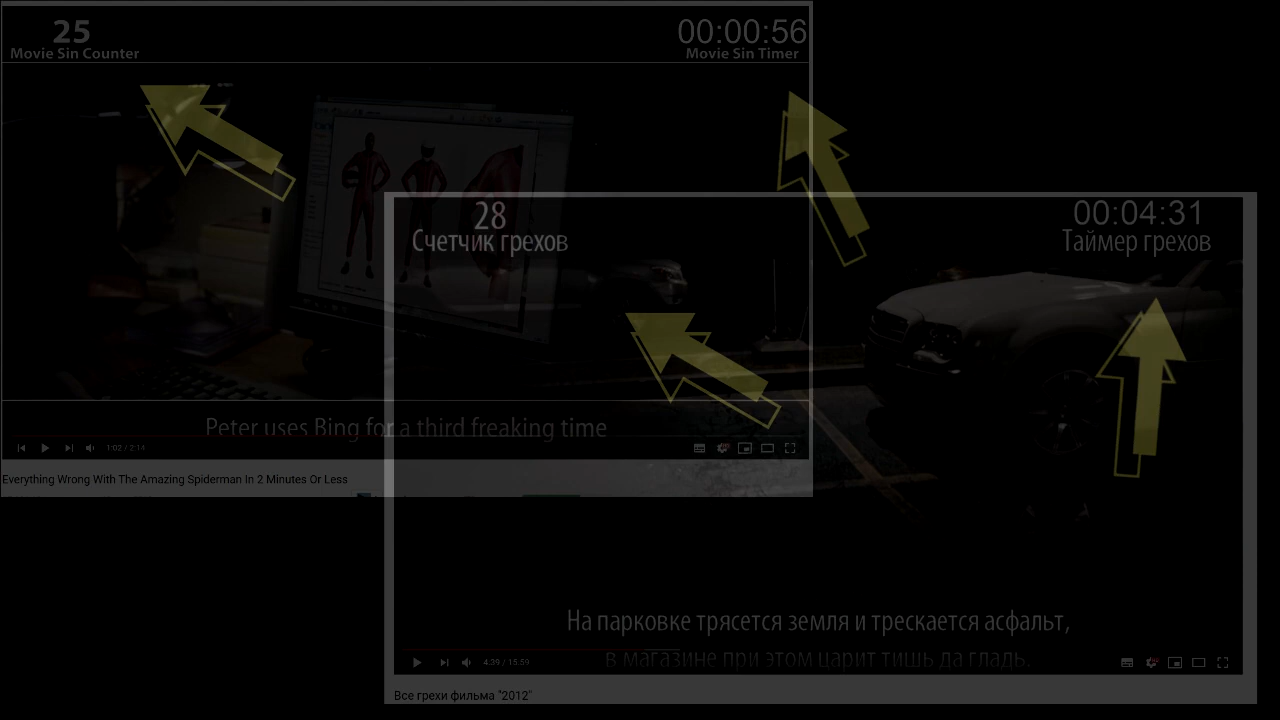 25
Movie Sin Counter
00:00:56
Movie Sin Timer
Peter uses Bing for a third freaking time
1:02 / 2:14
Everything Wrong With The Amazing Spiderman In 2 Minutes Or Less
28
Счетчик грехов
00:04:31
Таймер грехов
На парковке трясется земля и трескается асфальт,
в магазине при этом царит тишь да гладь.
4:39 / 15:59
Все грехи фильма "2012"